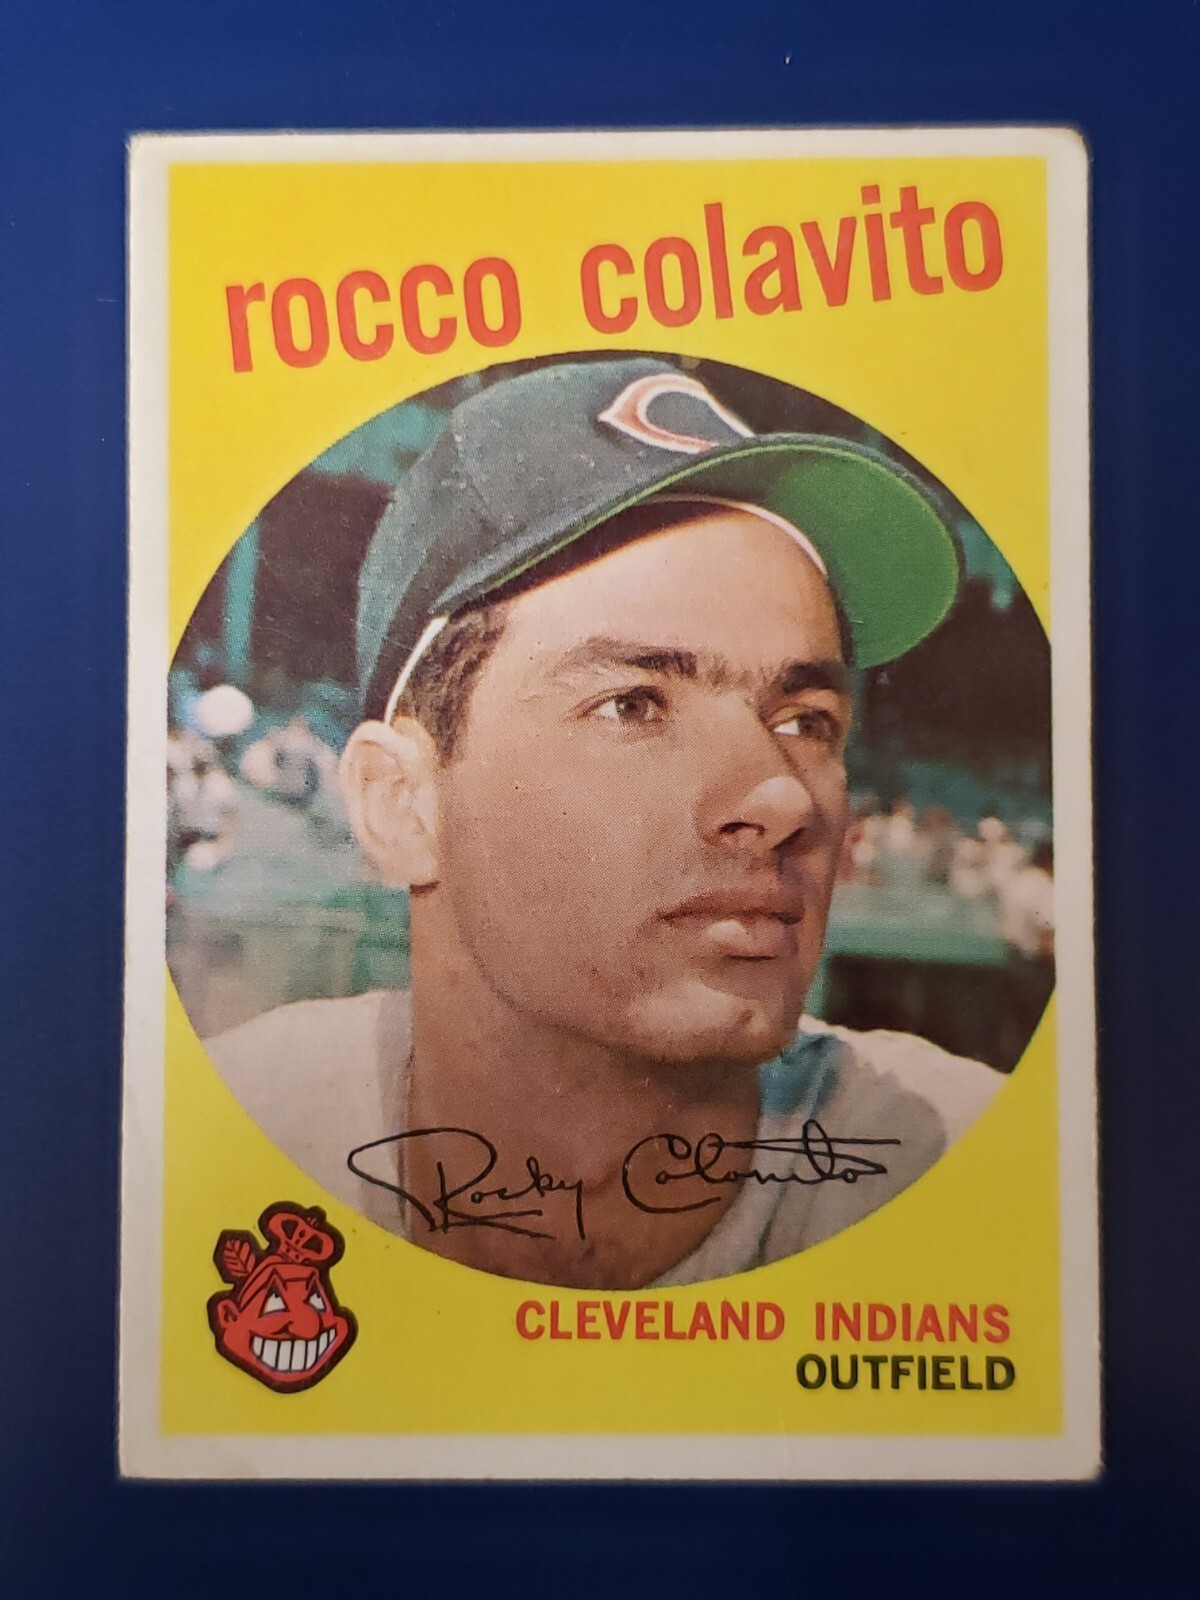 rocco colavito
C
Rocky Colavito
CLEVELAND INDIANS
OUTFIELD